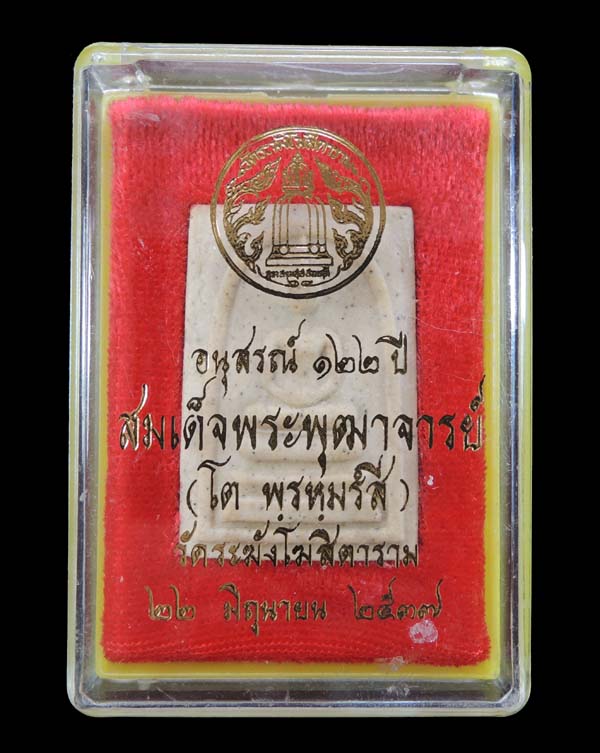 อนุสรณ์ ๑๒๒ ปี
สมเด็จพระพุฒาจารย์
(โต พฺรหฺมรํสี)
วัดระฆังโฆสิตาราม
๒๒ มิถุนายน ๒๕๓๗